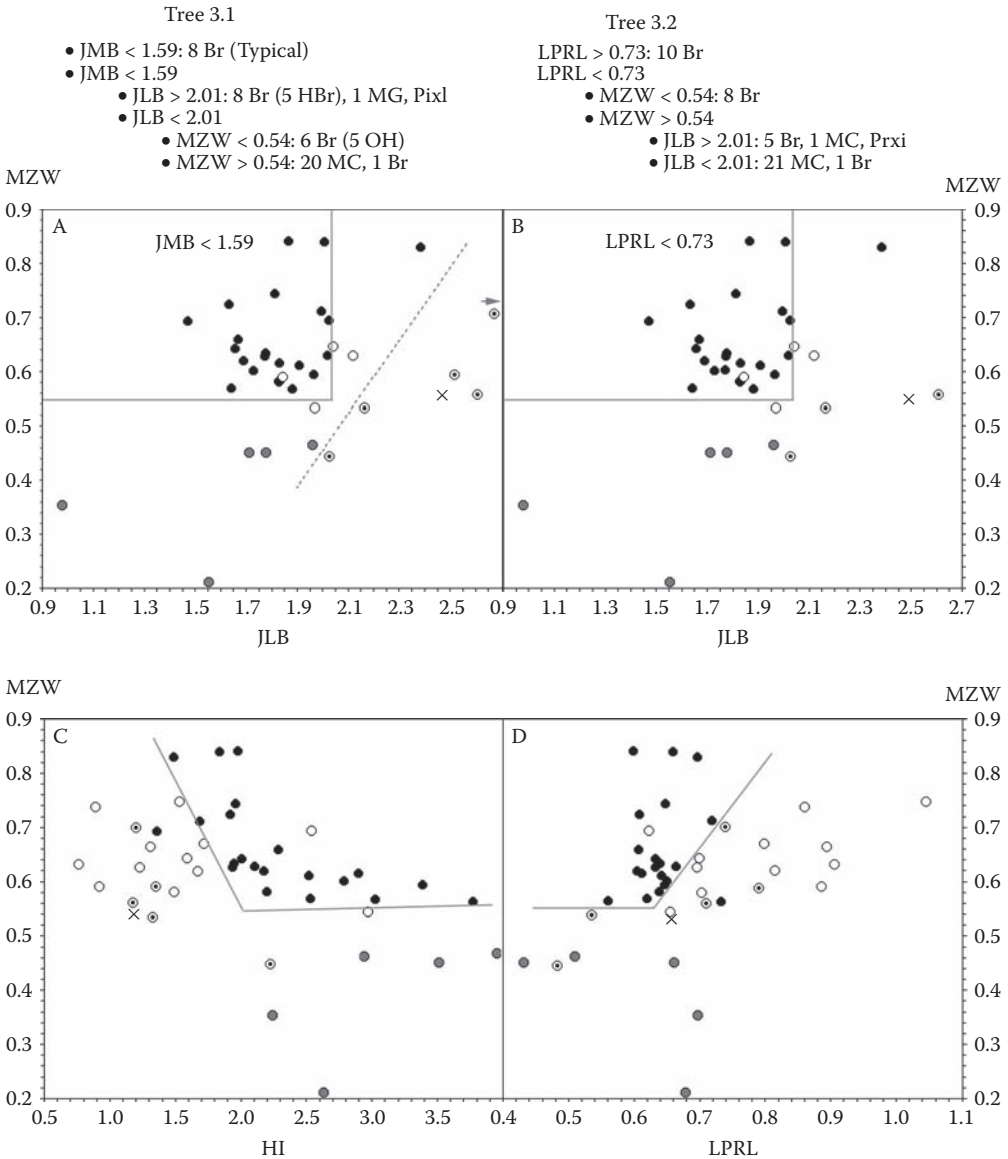 Tree 3.1
• JMB < 1.59: 8 Br (Typical)
• JMB < 1.59
• JLB > 2.01: 8 Br (5 HBr), 1 MG, Pixl
• JLB < 2.01
• MZW < 0.54: 6 Br (5 OH)
• MZW > 0.54: 20 MC, 1 Br
Tree 3.2
LPRL > 0.73: 10 Br
LPRL < 0.73
• MZW < 0.54: 8 Br
• MZW > 0.54
• JLB > 2.01: 5 Br, 1 MC, Prxi
• JLB < 2.01: 21 MC, 1 Br
MZW
MZW
0.9
0.8
0.7
0.6
0.5
0.4
0.3
0.2
A
JMB < 1.59
B
LPRL < 0.73
0.9
0.8
0.7
0.6
0.5
0.4
0.3
0.2
0.9 1.1 1.3 1.5 1.7 1.9 2.1 2.5 0.9 1.1 1.3 1.5 1.7 1.9 2.1 2.3 2.5 2.7
JLB
JLB
MZW
MZW
0.9
0.8
0.7
0.6
0.5
0.4
0.3
0.2
C
D
0.9
0.8
0.7
0.6
0.5
0.4
0.3
0.2
0.5 1.0 1.5 2.0 2.5 3.0 3.5 0.4 0.5 0.6 0.7 0.8 0.9 1.0 1.1
HI
LPRL